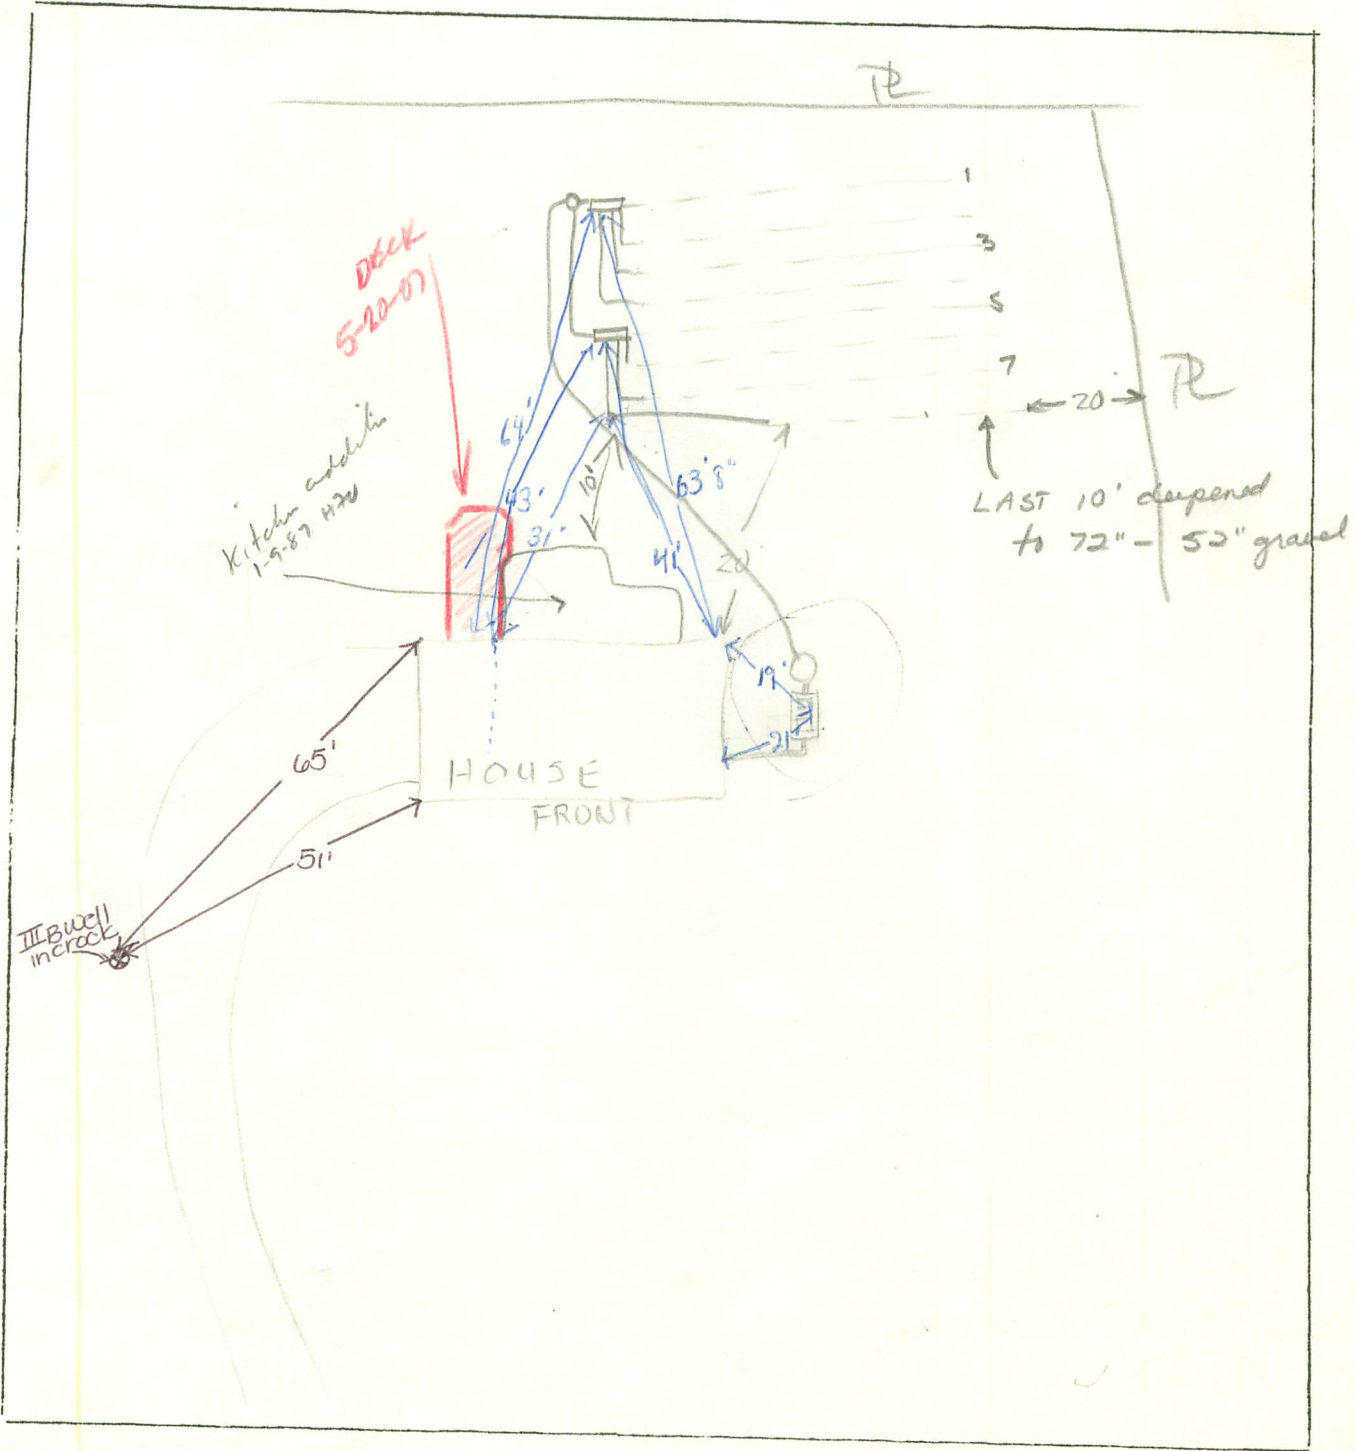 PL
1
3
5
7
DECK
5-20-07
20'
PL
LAST 10' deepened
to 72" - 52" gravel
Kitchen addition
1-9-87
64'
43'
31'
10'
63'8"
41'
20
19'
21'
65'
51'
HOUSE
FRONT
III B well
in crock